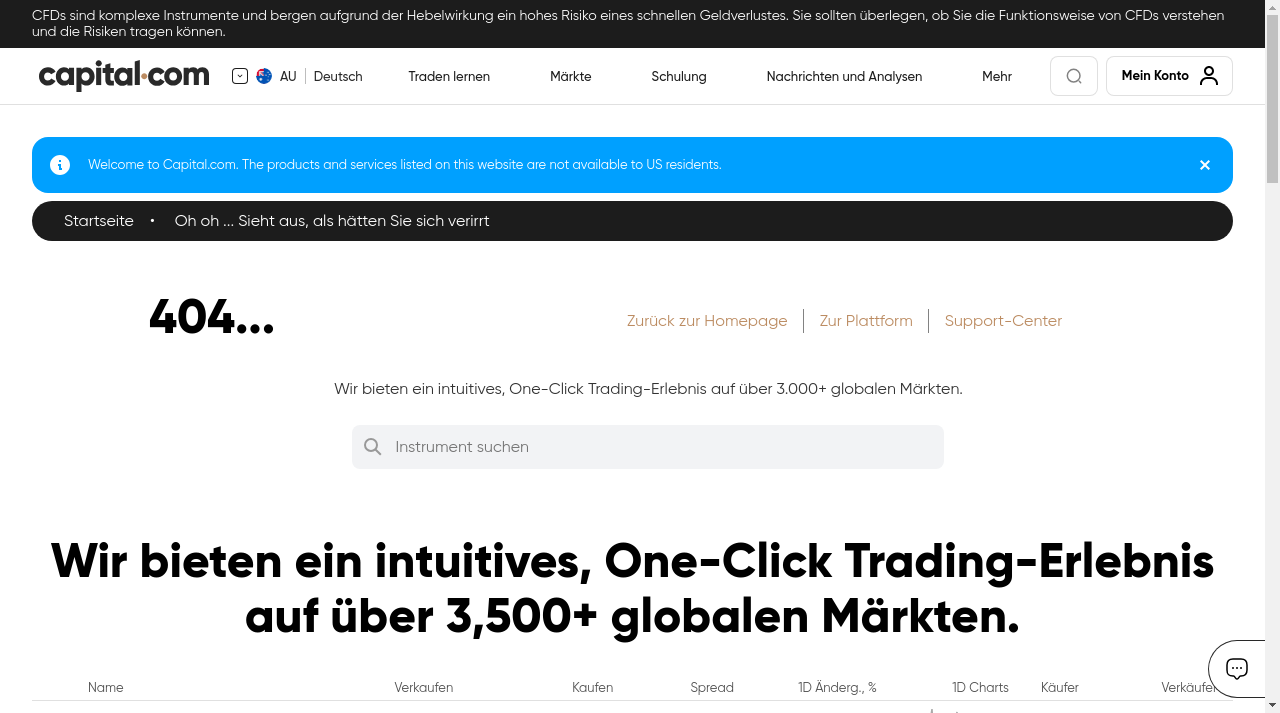 CFDs sind komplexe Instrumente und bergen aufgrund der Hebelwirkung ein hohes Risiko eines schnellen Geldverlustes. Sie sollten überlegen, ob Sie die Funktionsweise von CFDs verstehen
und die Risiken tragen können.
capital.com AU Deutsch Traden lernen Märkte Schulung Nachrichten und Analysen Mehr Mein Konto
Welcome to Capital.com. The products and services listed on this website are not available to US residents.
Startseite • Oh oh ... Sieht aus, als hätten Sie sich verirrt
404...
Zurück zur Homepage Zur Plattform Support-Center
Wir bieten ein intuitives, One-Click Trading-Erlebnis auf über 3.000+ globalen Märkten.
Instrument suchen
Wir bieten ein intuitives, One-Click Trading-Erlebnis
auf über 3,500+ globalen Märkten.
Name Verkaufen Kaufen Spread 1D Änderg., % 1D Charts Käufer Verkäufer